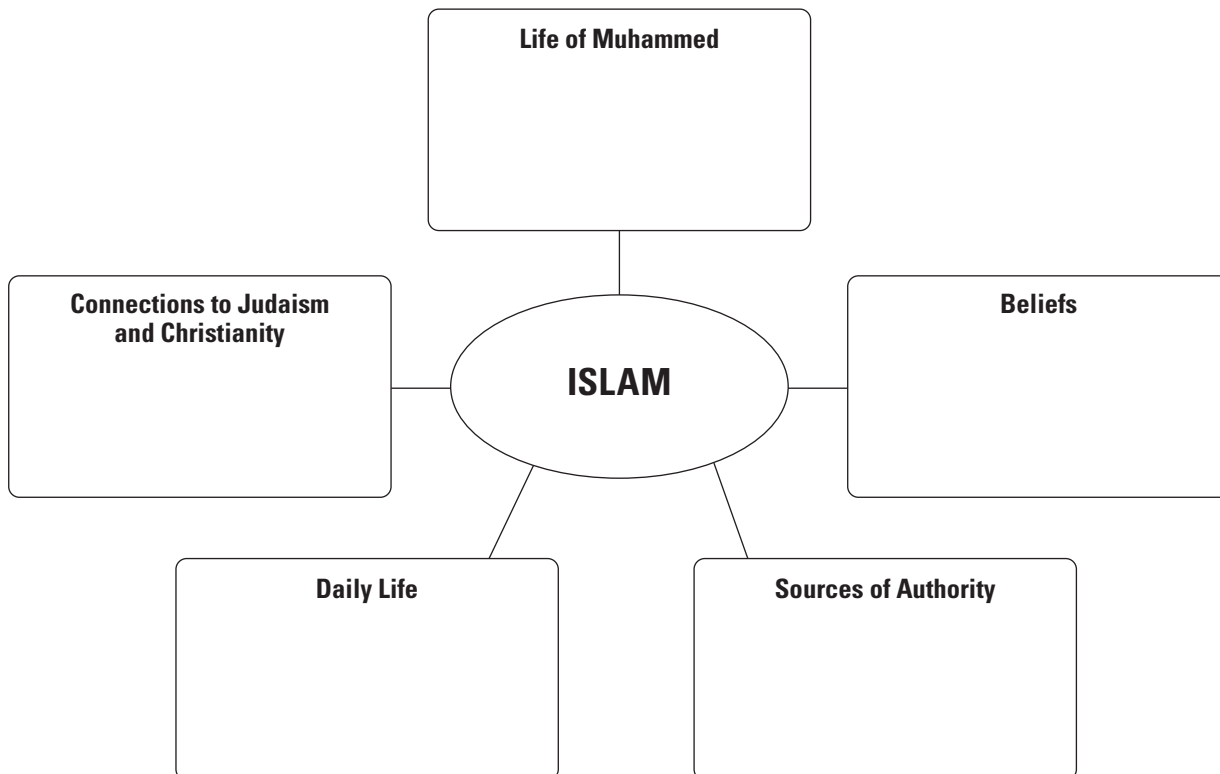 Life of Muhammed
Connections to Judaism
and Christianity
Beliefs
ISLAM
Daily Life
Sources of Authority